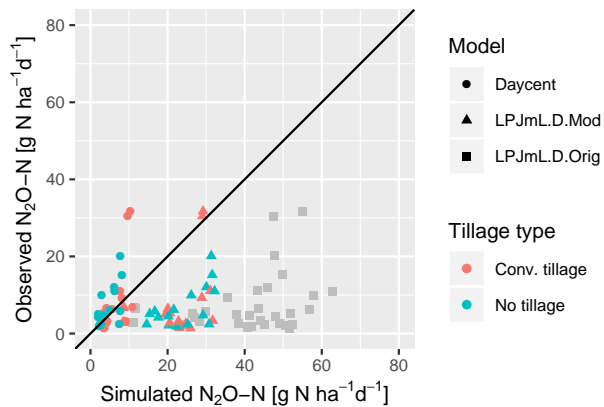 80
60
40
20
0
0 20 40 60 80
Observed N₂O−N [g N ha⁻¹d⁻¹]
Simulated N₂O−N [g N ha⁻¹d⁻¹]
Model
Daycent
LPJmL.D.Mod
LPJmL.D.Orig
Tillage type
Conv. tillage
No tillage